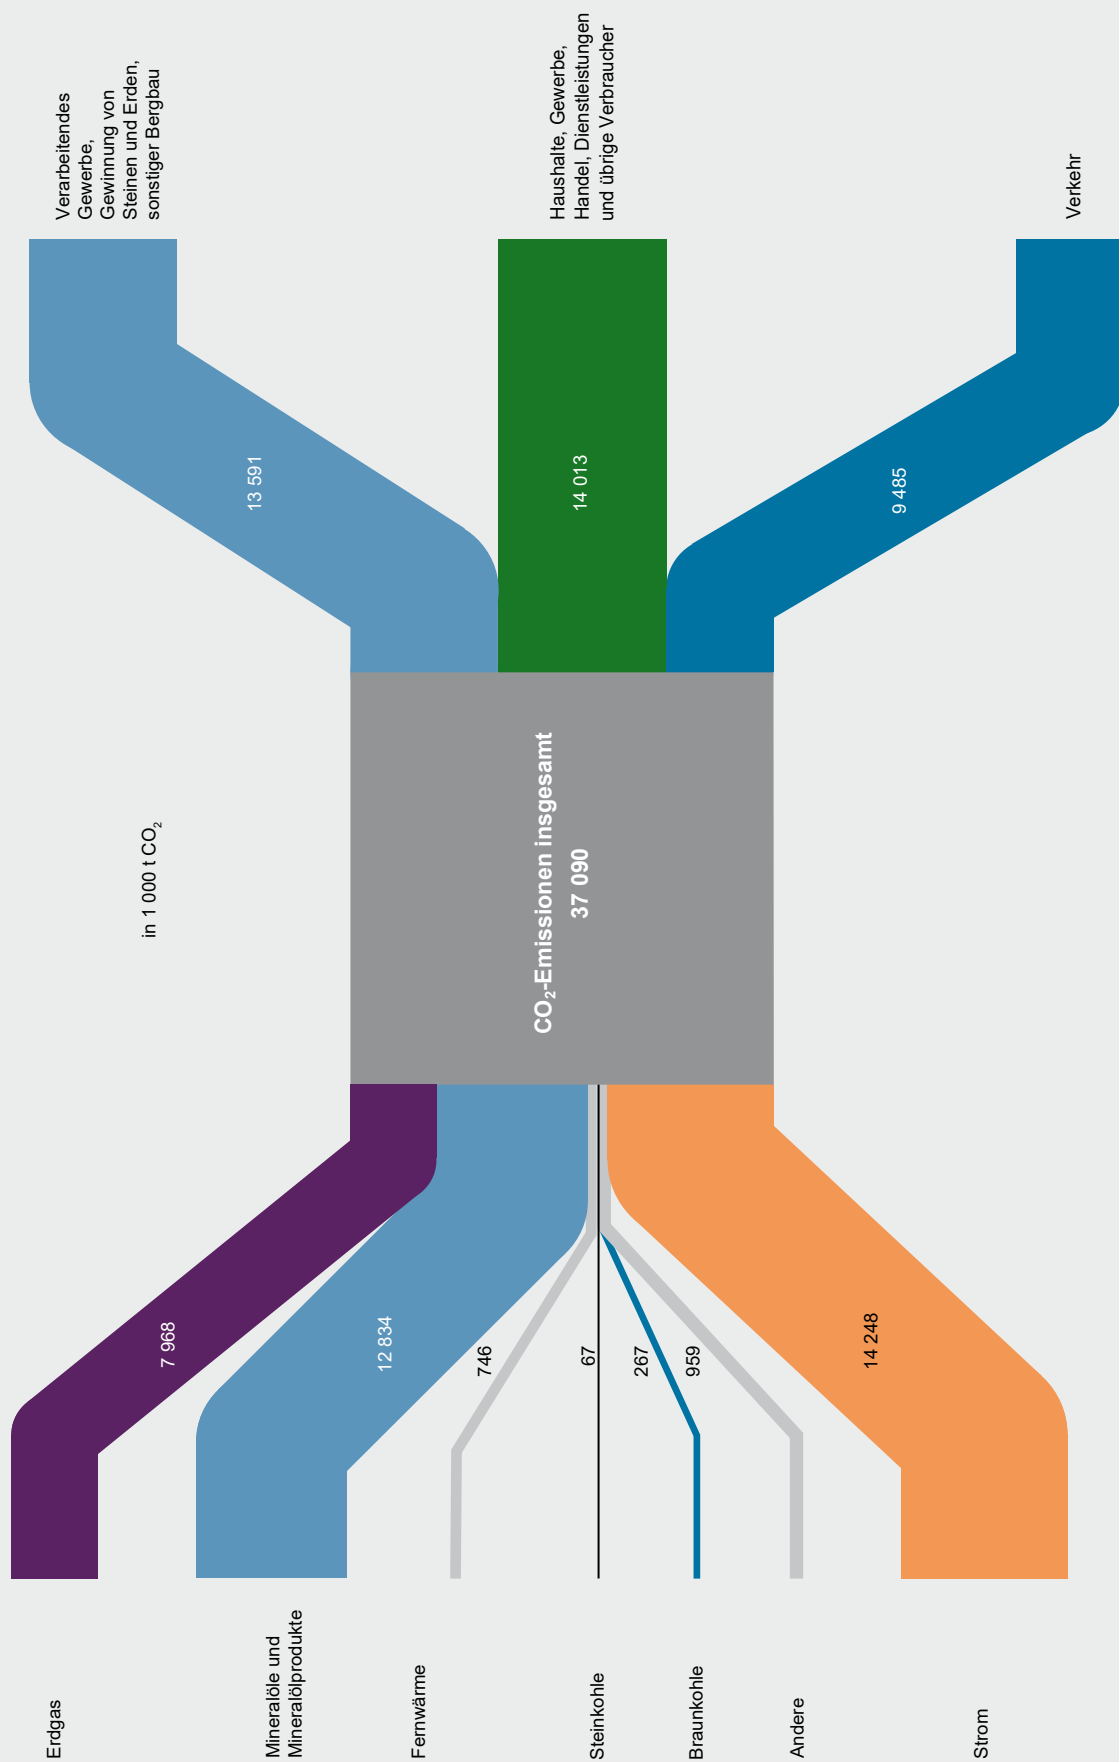 in 1 000 t CO₂
Erdgas
Mineralöle und
Mineralölprodukte
Fernwärme
Steinkohle
Braunkohle
Andere
Strom
7 968
12 834
746
67
267
959
14 248
CO₂-Emissionen insgesamt
37 090
13 591
14 013
9 485
Verarbeitendes
Gewerbe,
Gewinnung von
Steinen und Erden,
sonstiger Bergbau
Haushalte, Gewerbe,
Handel, Dienstleistungen
und übrige Verbraucher
Verkehr